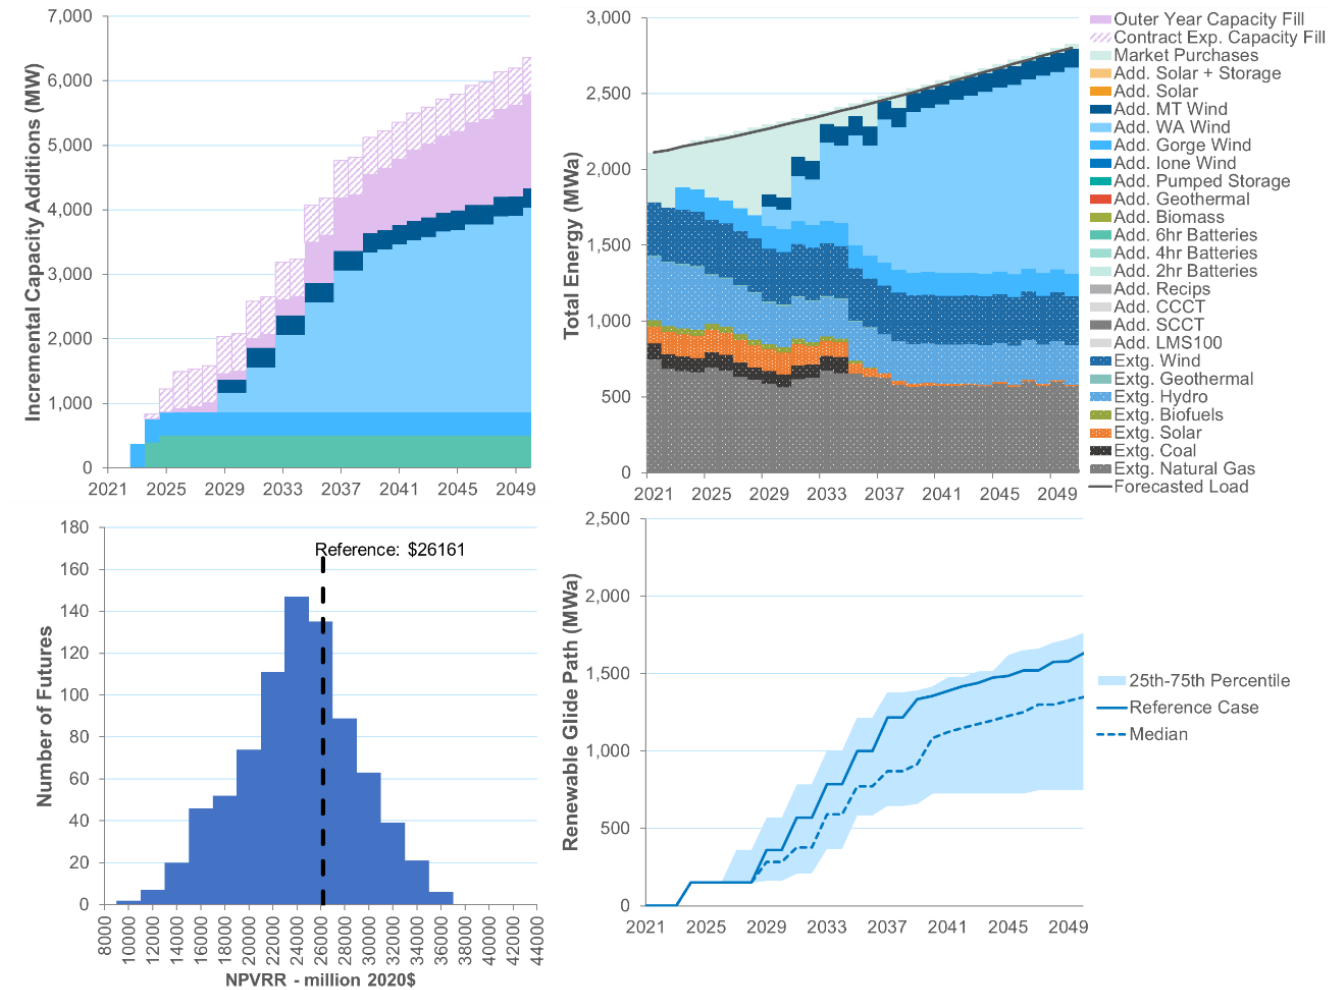 Incremental Capacity Additions (MW)
7,000
6,000
5,000
4,000
3,000
2,000
1,000
0
2021 2025 2029 2033 2037 2041 2045 2049
Total Energy (MWa)
3,000
2,500
2,000
1,500
1,000
500
0
2021 2025 2029 2033 2037 2041 2045 2049
Outer Year Capacity Fill
Contract Exp. Capacity Fill
Market Purchases
Add. Solar + Storage
Add. Solar
Add. MT Wind
Add. WA Wind
Add. Gorge Wind
Add. Ione Wind
Add. Pumped Storage
Add. Geothermal
Add. Biomass
Add. 6hr Batteries
Add. 4hr Batteries
Add. 2hr Batteries
Add. Recips
Add. CCCT
Add. SCCT
Add. LMS100
Extg. Wind
Extg. Geothermal
Extg. Hydro
Extg. Biofuels
Extg. Solar
Extg. Coal
Extg. Natural Gas
Forecasted Load
Number of Futures
180
160
140
120
100
80
60
40
20
0
Reference: $26161
8000 10000 12000 14000 16000 18000 20000 22000 24000 26000 28000 30000 32000 34000 36000 38000 40000 42000 44000
NPVRR - million 2020$
Renewable Glide Path (MWa)
2,500
2,000
1,500
1,000
500
0
2021 2025 2029 2033 2037 2041 2045 2049
25th-75th Percentile
Reference Case
Median